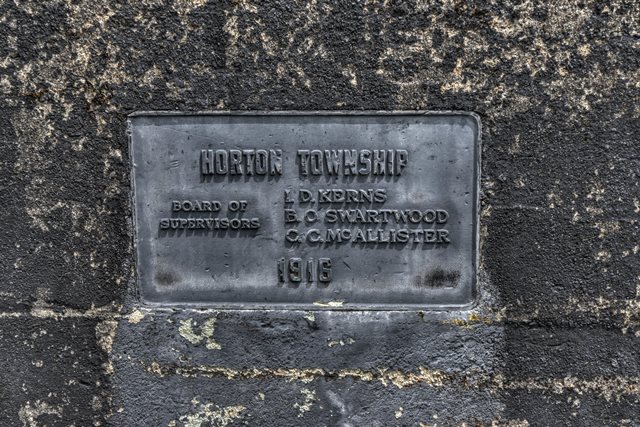 HORTON TOWNSHIP
BOARD OF
SUPERVISORS
I. D. KERNS
B. O SWARTWOOD
C. C. MCALLISTER
1916